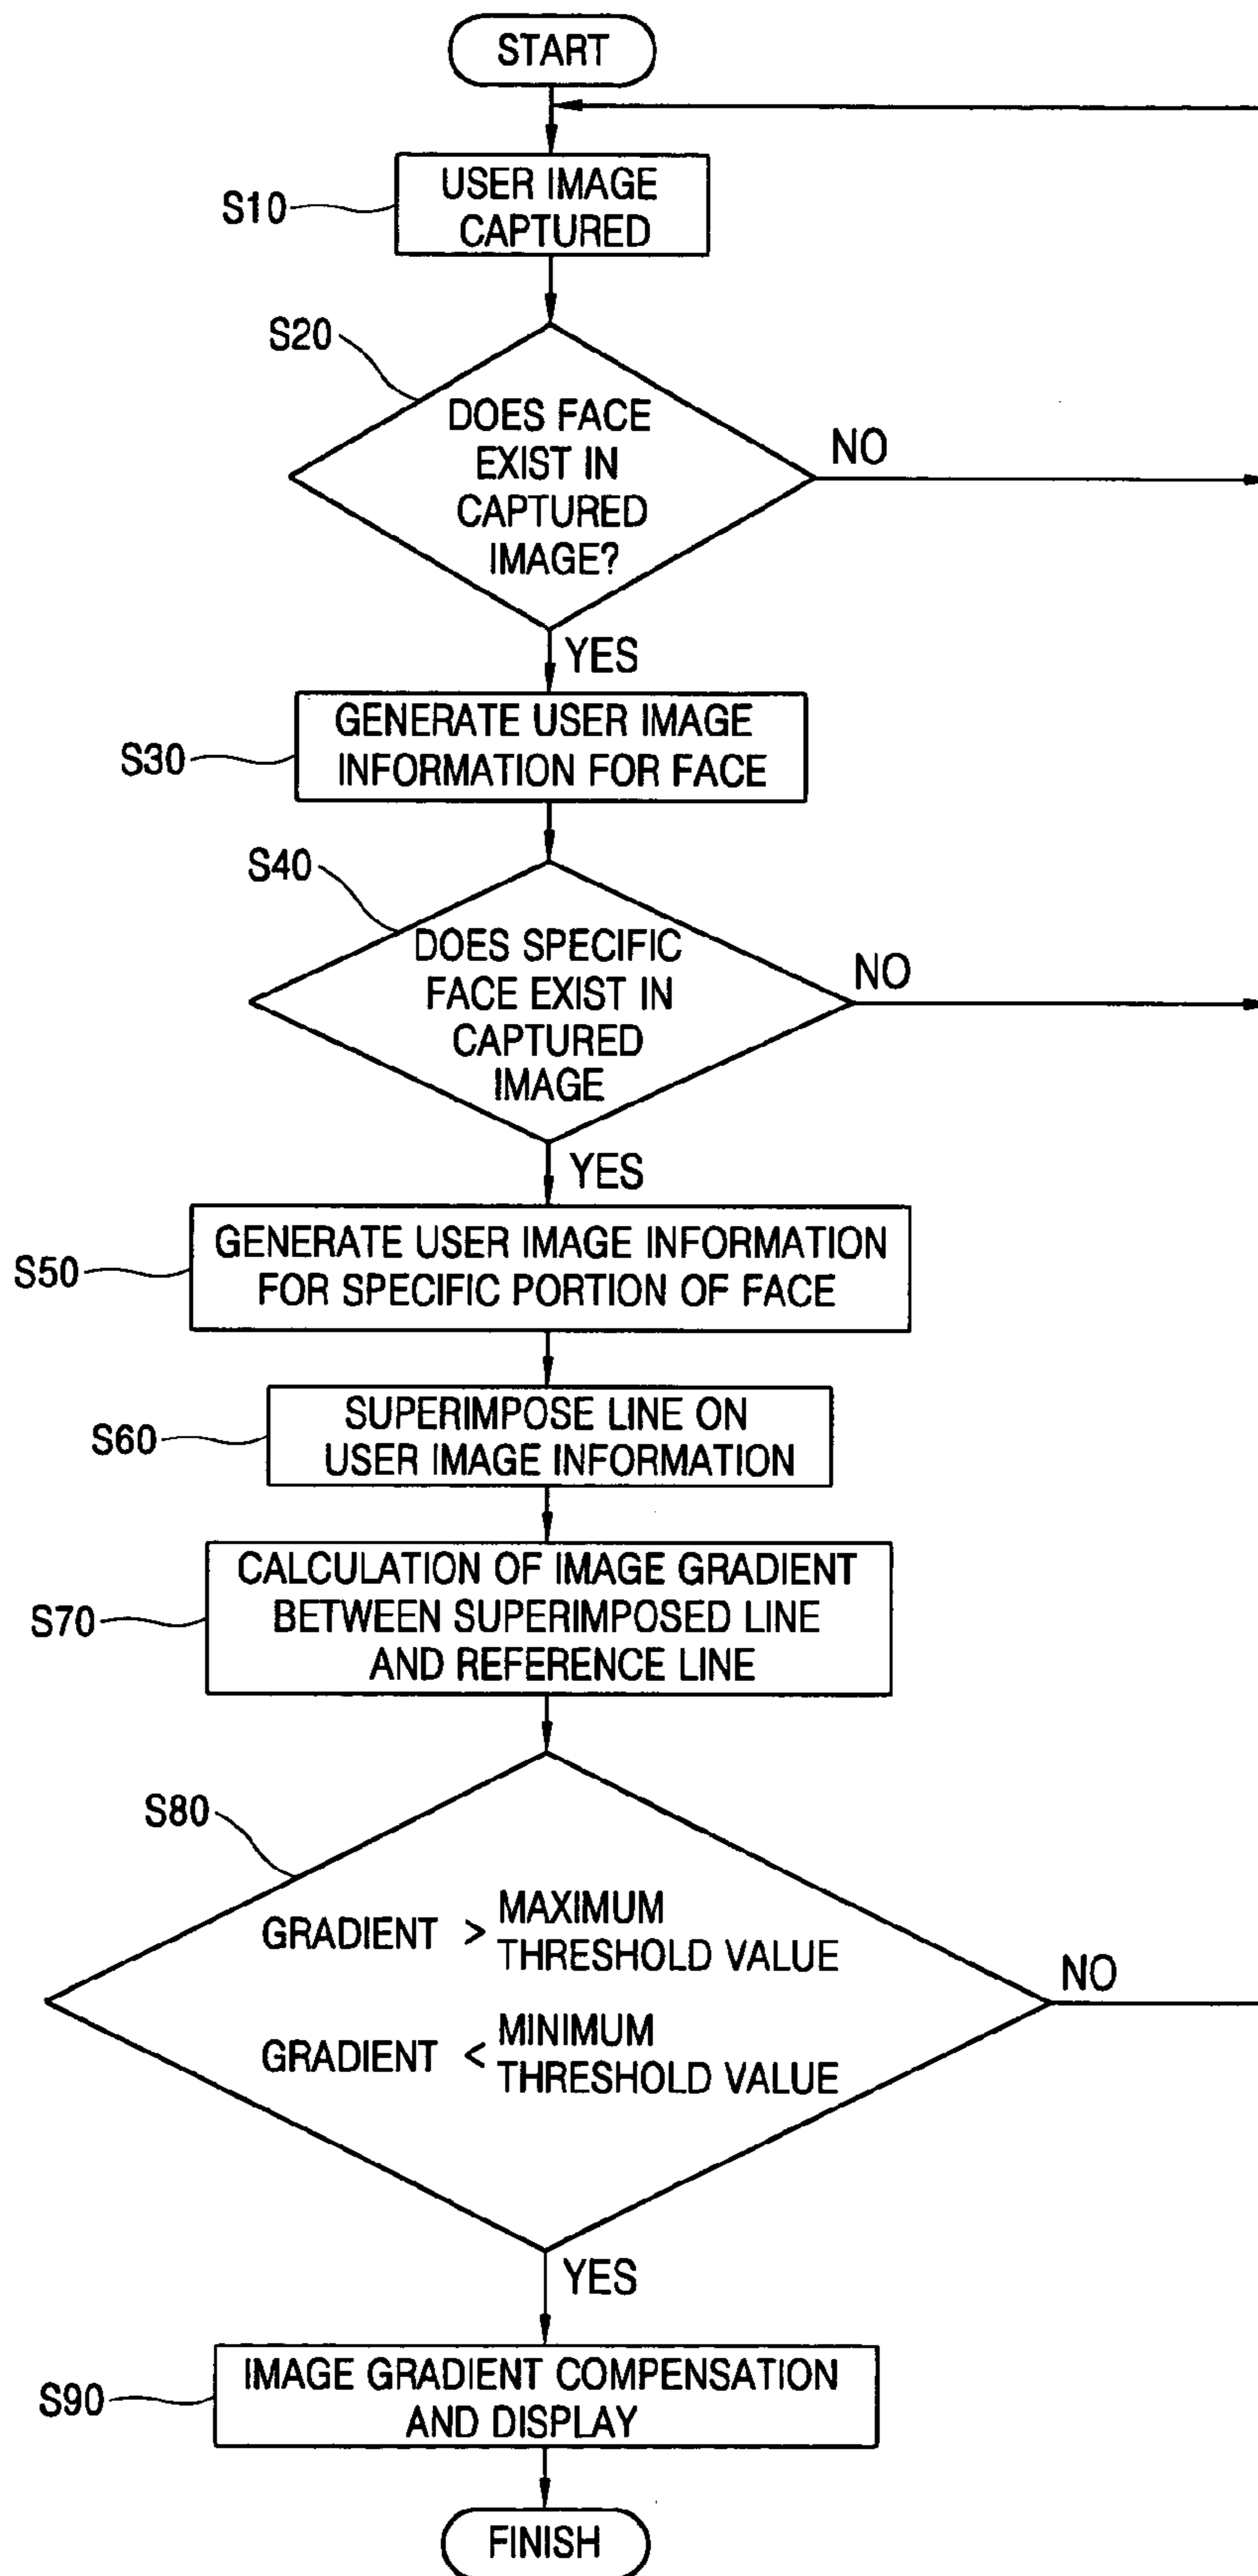 START
S10
USER IMAGE
CAPTURED
S20
DOES FACE
EXIST IN
CAPTURED
IMAGE?
NO
YES
S30
GENERATE USER IMAGE
INFORMATION FOR FACE
S40
DOES SPECIFIC
FACE EXIST IN
CAPTURED
IMAGE
NO
YES
S50
GENERATE USER IMAGE INFORMATION
FOR SPECIFIC PORTION OF FACE
S60
SUPERIMPOSE LINE ON
USER IMAGE INFORMATION
S70
CALCULATION OF IMAGE GRADIENT
BETWEEN SUPERIMPOSED LINE
AND REFERENCE LINE
S80
GRADIENT > MAXIMUM
THRESHOLD VALUE
GRADIENT < MINIMUM
THRESHOLD VALUE
NO
YES
S90
IMAGE GRADIENT COMPENSATION
AND DISPLAY
FINISH